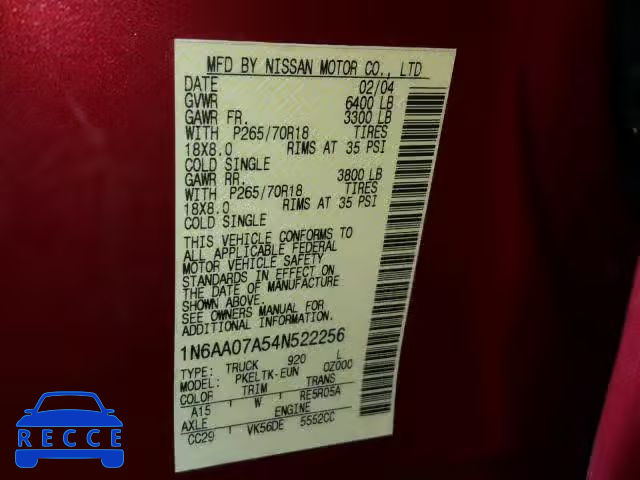 MFD BY NISSAN MOTOR CO., LTD
DATE 02/04
GVWR 6400 LB
GAWR FR. 3300 LB
WITH P265/70R18 TIRES
18X8.0 RIMS AT 35 PSI
COLD SINGLE
GAWR RR. 3800 LB
WITH P265/70R18 TIRES
18X8.0 RIMS AT 35 PSI
COLD SINGLE
THIS VEHICLE CONFORMS TO
ALL APPLICABLE FEDERAL
MOTOR VEHICLE SAFETY
STANDARDS IN EFFECT ON
THE DATE OF MANUFACTURE
SHOWN ABOVE.
SEE OWNERS MANUAL FOR
ADDITIONAL INFORMATION
1N6AA07A54N522256
TYPE: TRUCK 920 L
MODEL: PKELTK-EUN 0Z000
COLOR TRIM TRANS
A15 W RE5R05A
AXLE ENGINE
CC29 VK56DE 5552CC
RECCE